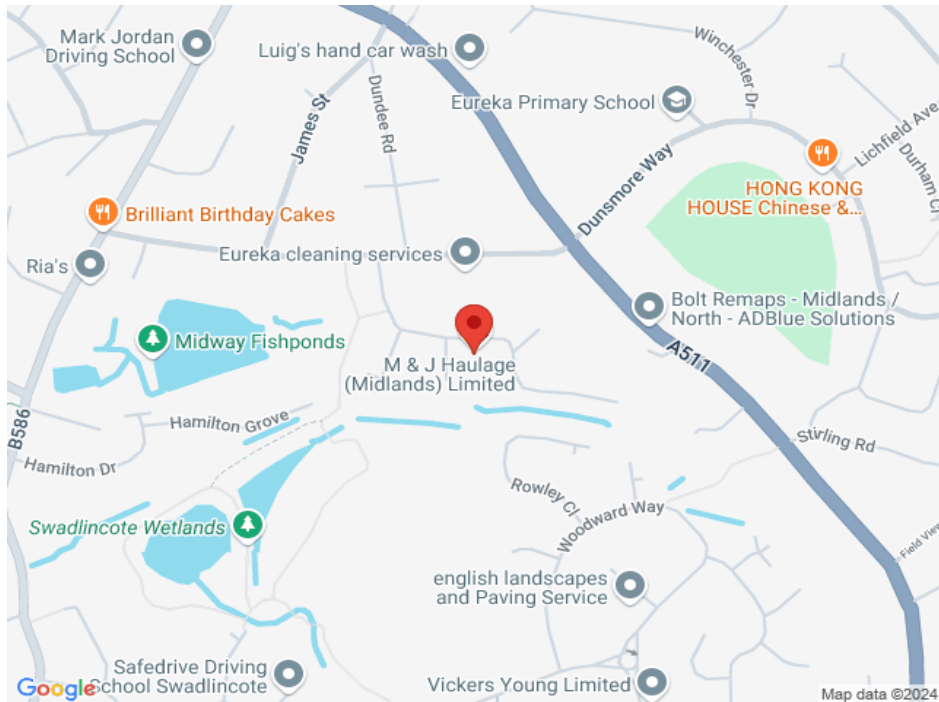 Mark Jordan
Driving School
Luig's hand car wash
Winchester Dr
Eureka Primary School
James St
Dundee Rd
Lichfield Ave
Durham Cl
Dunsmore Way
HONG KONG
HOUSE Chinese &...
Brilliant Birthday Cakes
Eureka cleaning services
Ria's
Bolt Remaps - Midlands /
North - ADBlue Solutions
Midway Fishponds
M & J Haulage
(Midlands) Limited
A511
Hamilton Grove
B586
Hamilton Dr
Stirling Rd
Rowley Cl
Woodward Way
Swadlincote Wetlands
Field View
english landscapes
and Paving Service
Safedrive Driving
School Swadlincote
Vickers Young Limited
Google
Map data ©2024